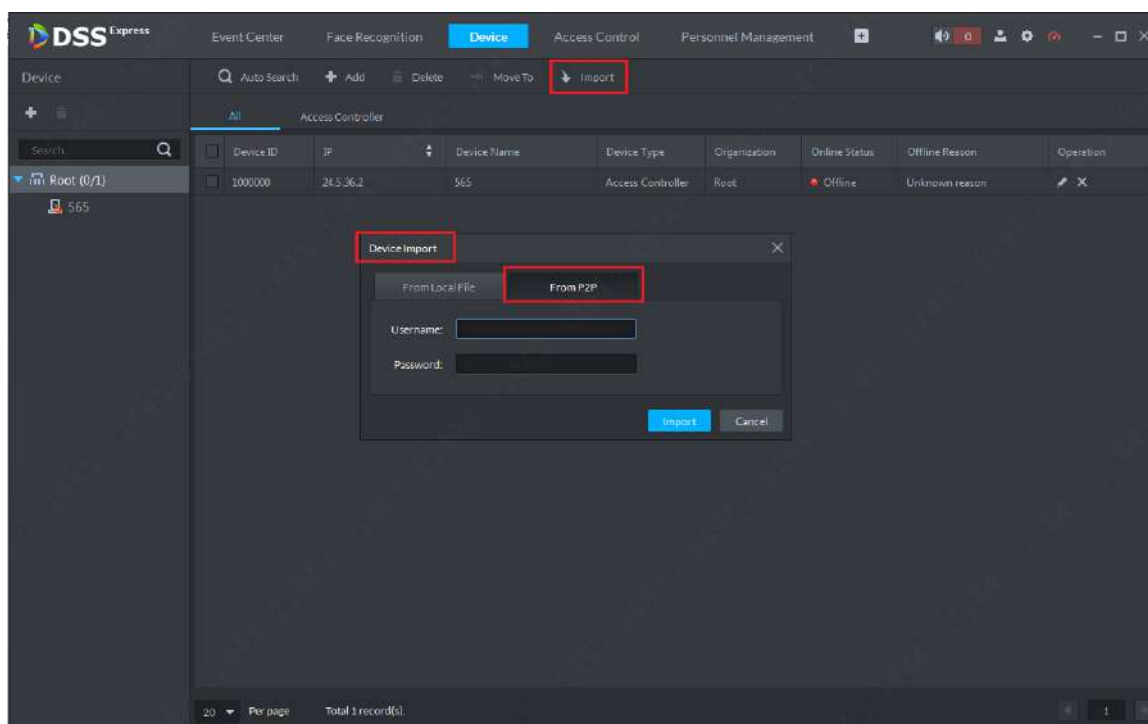 DSS Express Event Center Face Recognition Device Access Control Personnel Management 0
Device Auto Search Add Delete Move To Import
All Access Controller
Search Device ID IP Device Name Device Type Organization Online Status Offline Reason Operation
Root (0/1) 1000000 24.5.36.2 565 Access Controller Root Offline Unknown reason
565
Device Import
From Local File From P2P
Username:
Password:
Import Cancel
20 Per page Total 1 record(s). 1